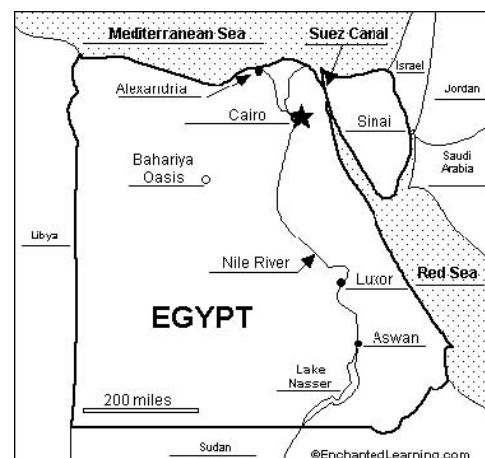 Mediterranean Sea
Suez Canal
Israel
Alexandria
Jordan
Cairo
Sinai
Bahariya
Oasis
Saudi
Arabia
Libya
Nile River
Red Sea
Luxor
EGYPT
Aswan
Lake
Nasser
200 miles
Sudan
©EnchantedLearning.com